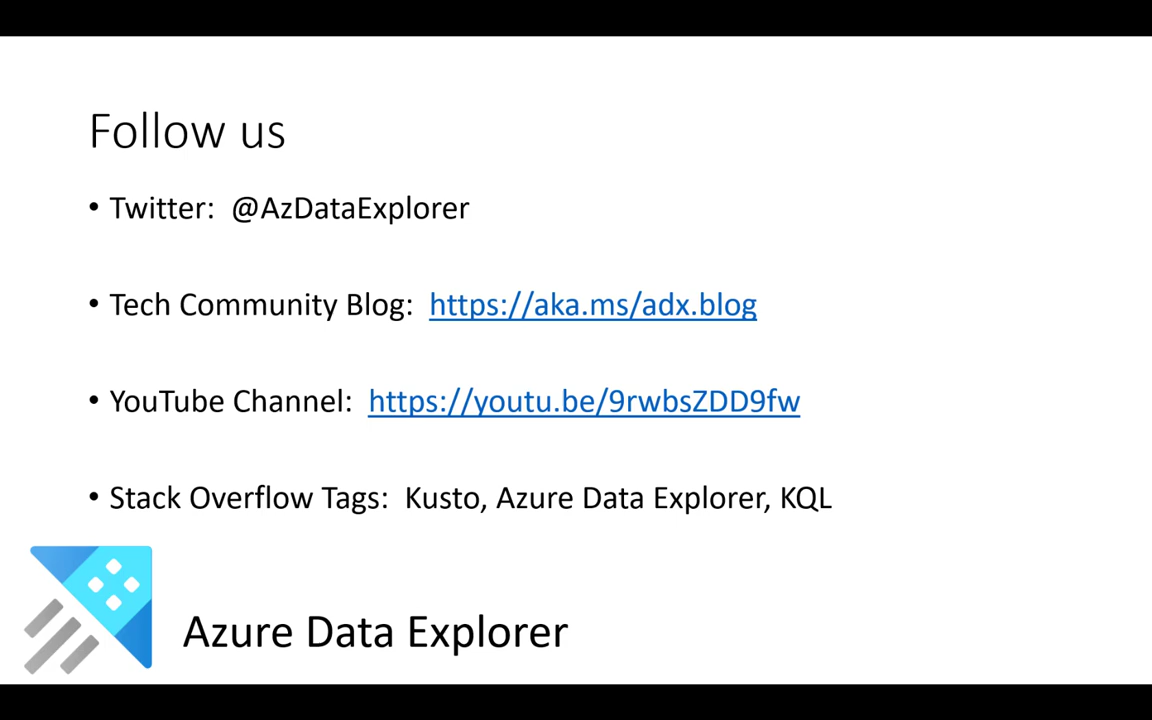 Follow us
• Twitter: @AzDataExplorer
• Tech Community Blog: https://aka.ms/adx.blog
• YouTube Channel: https://youtu.be/9rwbsZDD9fw
• Stack Overflow Tags: Kusto, Azure Data Explorer, KQL
Azure Data Explorer